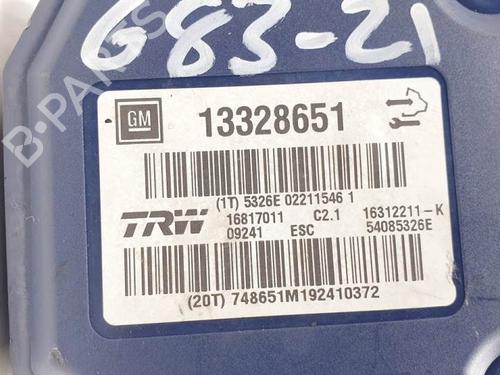 G83-21
GM 13328651
(1T) 5326E 02211546 1
TRW 16817011 C2.1 16312211-K
09241 ESC 54085326E
(20T) 748651M192410372
B-PARTS